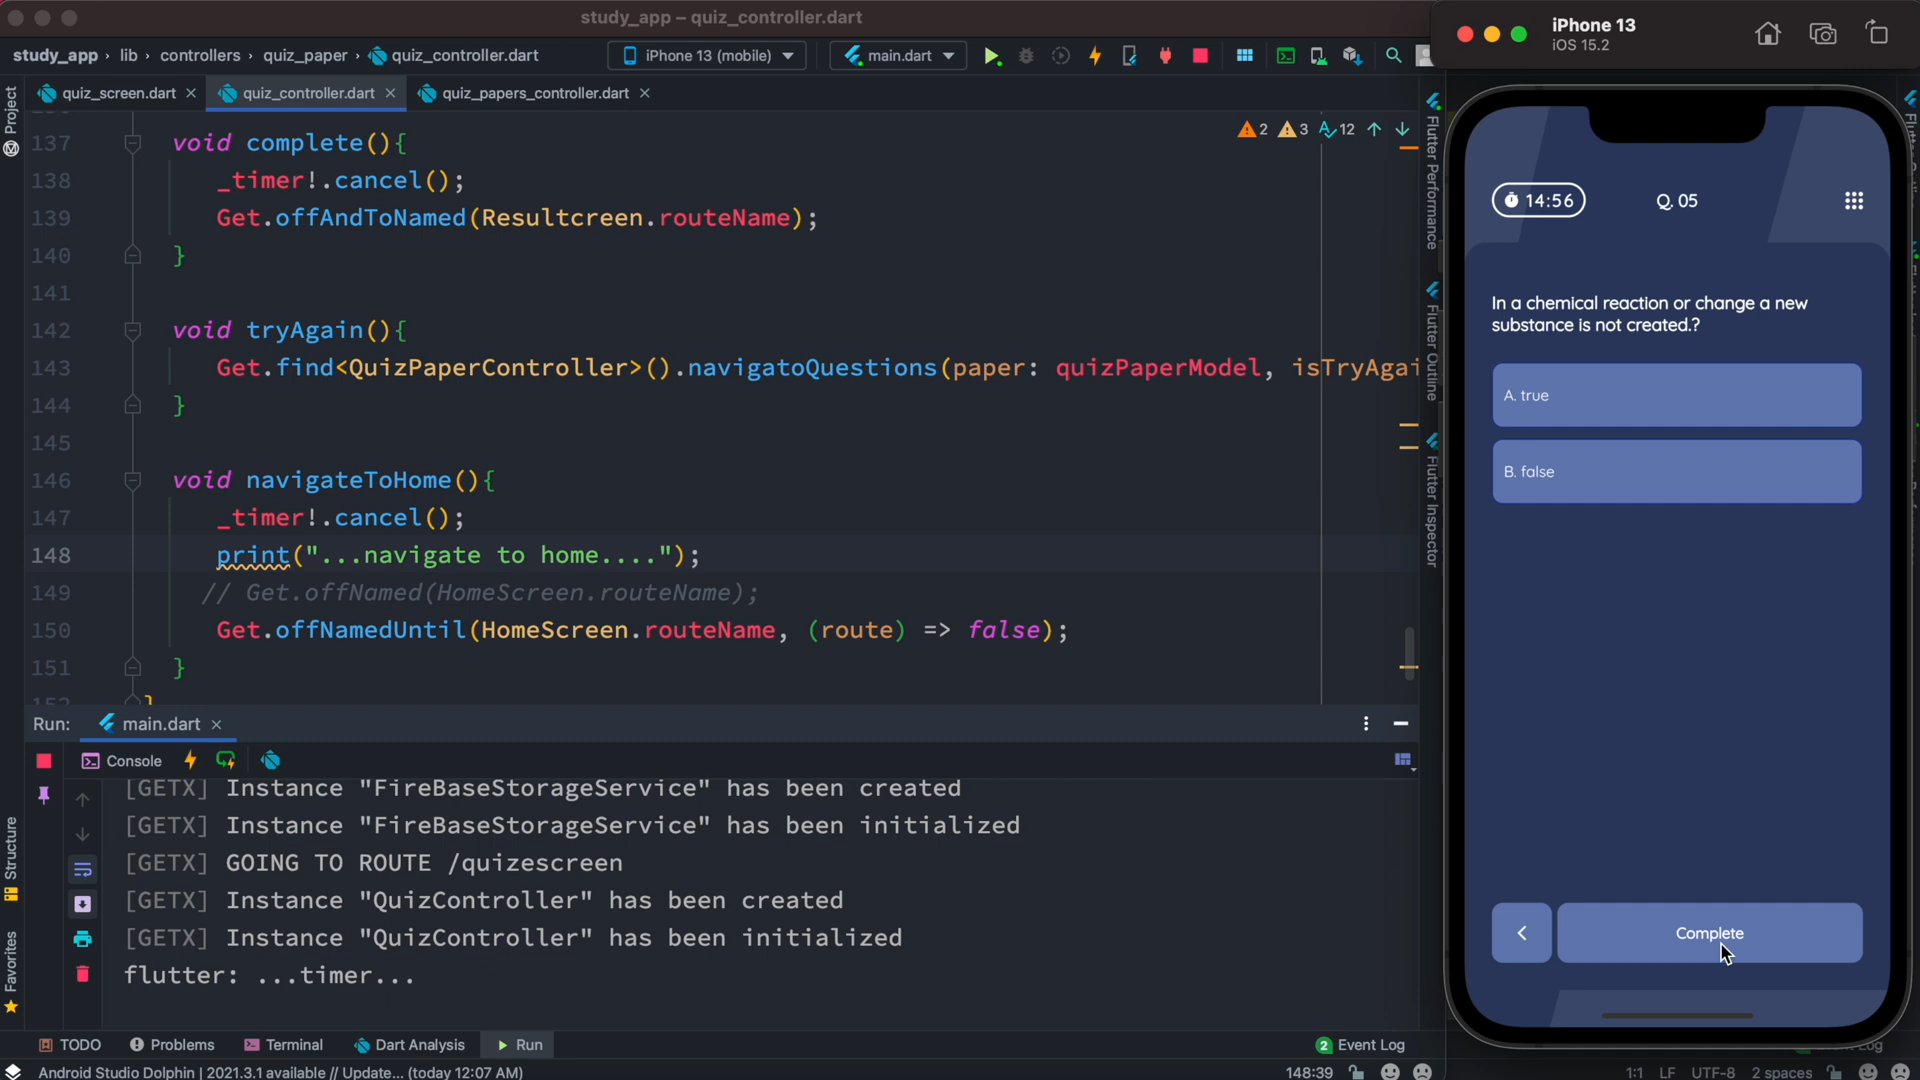 study_app – quiz_controller.dart
study_app › lib › controllers › quiz_paper › quiz_controller.dart
iPhone 13 (mobile)
main.dart
quiz_screen.dart
quiz_controller.dart
quiz_papers_controller.dart
2 3 12
137 void complete(){
138 _timer!.cancel();
139 Get.offAndToNamed(Resultcreen.routeName);
140 }
141
142 void tryAgain(){
143 Get.find<QuizPaperController>().navigatoQuestions(paper: quizPaperModel, isTryAgai
144 }
145
146 void navigateToHome(){
147 _timer!.cancel();
148 print("...navigate to home....");
149 // Get.offNamed(HomeScreen.routeName);
150 Get.offNamedUntil(HomeScreen.routeName, (route) => false);
151 }
}
Run: main.dart
Console
[GETX] Instance "FireBaseStorageService" has been created
[GETX] Instance "FireBaseStorageService" has been initialized
[GETX] GOING TO ROUTE /quizescreen
[GETX] Instance "QuizController" has been created
[GETX] Instance "QuizController" has been initialized
flutter: ...timer...
TODO
Problems
Terminal
Dart Analysis
Run
2 Event Log
Android Studio Dolphin | 2021.3.1 available // Update... (today 12:07 AM)
148:39
1:1 LF UTF-8 2 spaces
Project
Structure
Favorites
Flutter Performance
Flutter Outline
Flutter Inspector
iPhone 13
iOS 15.2
14:56
Q. 05
In a chemical reaction or change a new
substance is not created.?
A. true
B. false
Complete